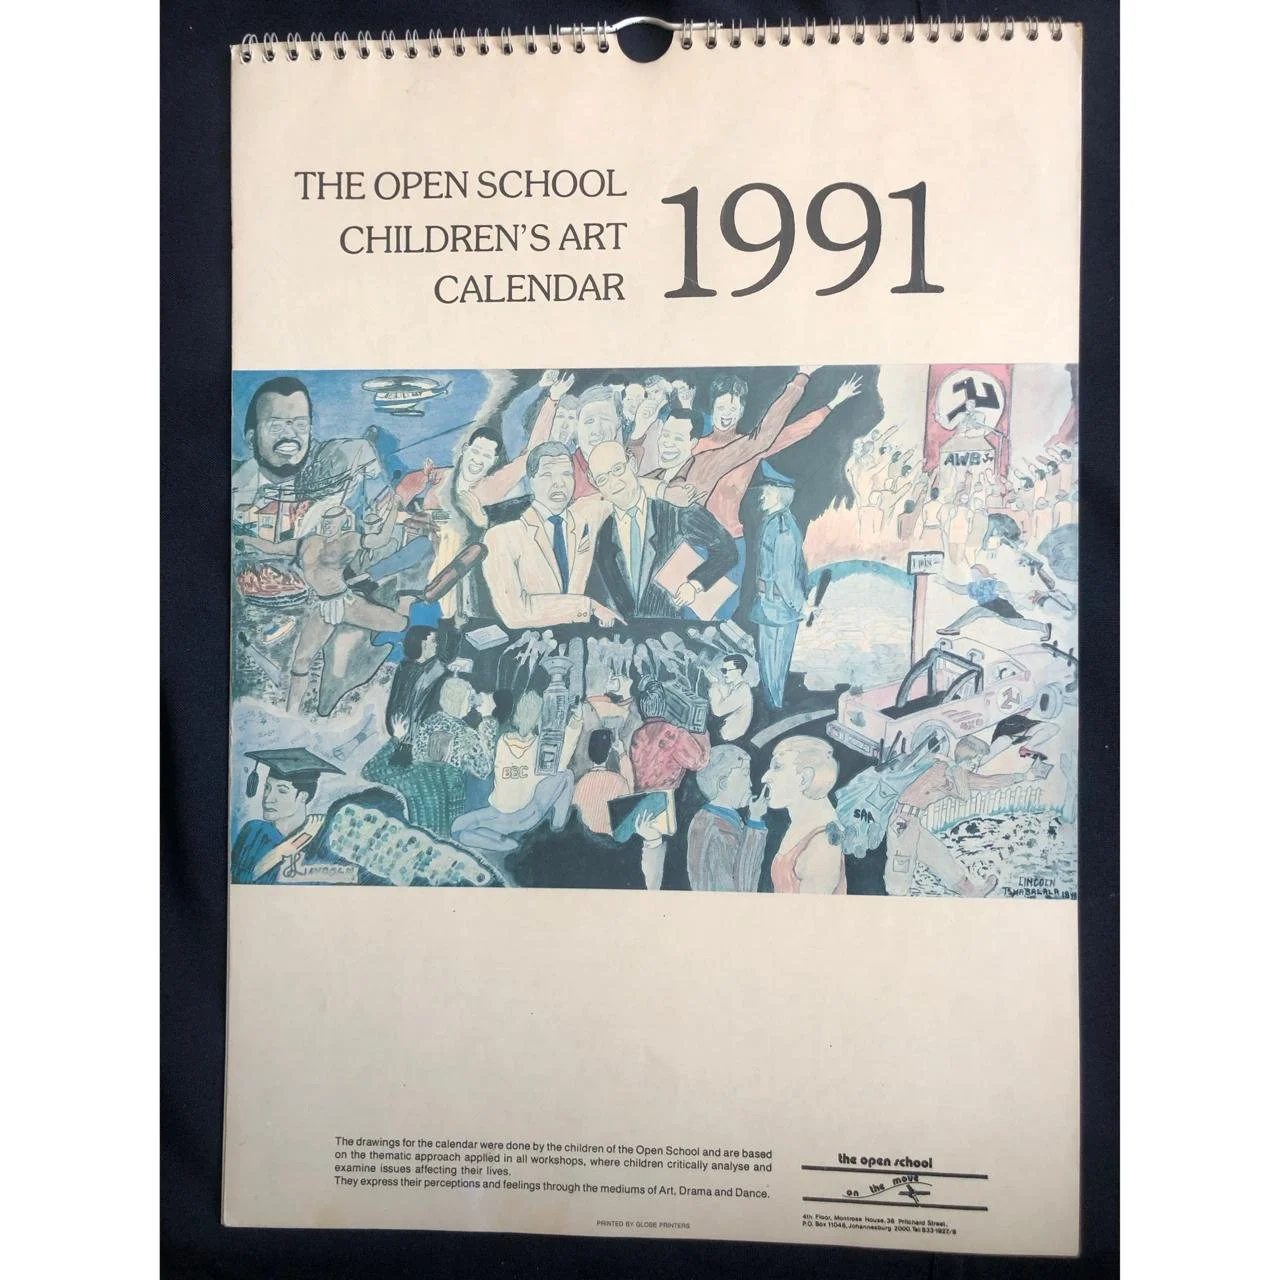 THE OPEN SCHOOL
CHILDREN'S ART
CALENDAR
1991
AWB
BBC
4X4
SAA
LINCOLN
LINCOLN
TSHABALALA
The drawings for the calendar were done by the children of the Open School and are based
on the thematic approach applied in all workshops, where children critically analyse and
examine issues affecting their lives.
They express their perceptions and feelings through the mediums of Art, Drama and Dance.
PRINTED BY GLOBE PRINTERS
the open school
on the move
4th Floor, Montrose House, 36 Pritchard Street,
P.O. Box 11046, Johannesburg 2000. Tel 833-1927/8